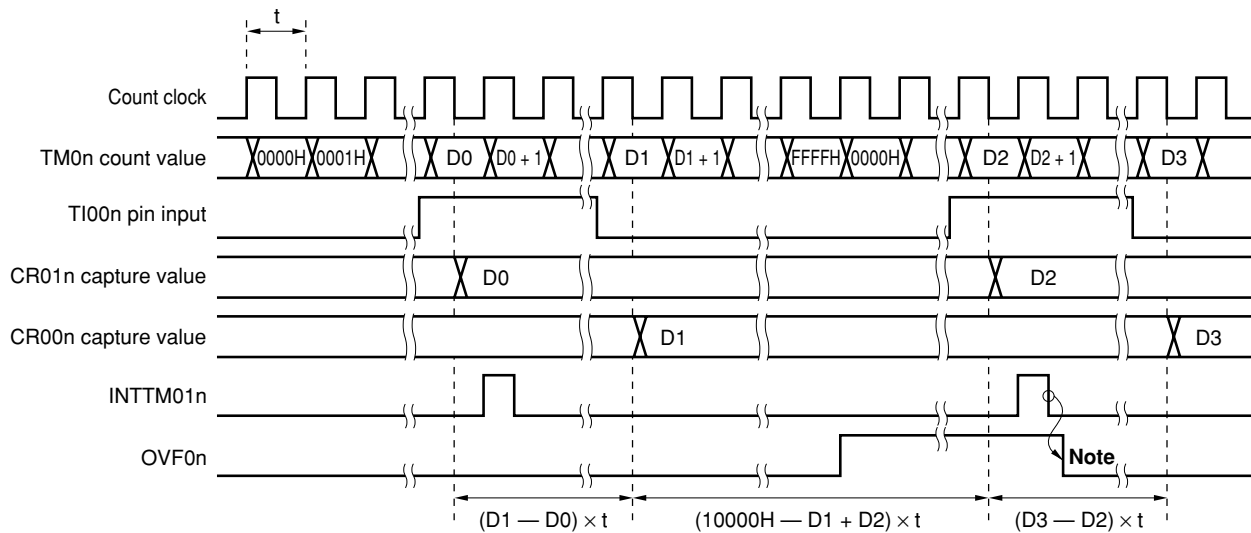 t
Count clock
TM0n count value 0000H 0001H D0 D0 + 1 D1 D1 + 1 FFFFH 0000H D2 D2 + 1 D3
TI00n pin input
CR01n capture value D0 D2
CR00n capture value D1 D3
INTTM01n
OVF0n Note
(D1 — D0) × t (10000H — D1 + D2) × t (D3 — D2) × t